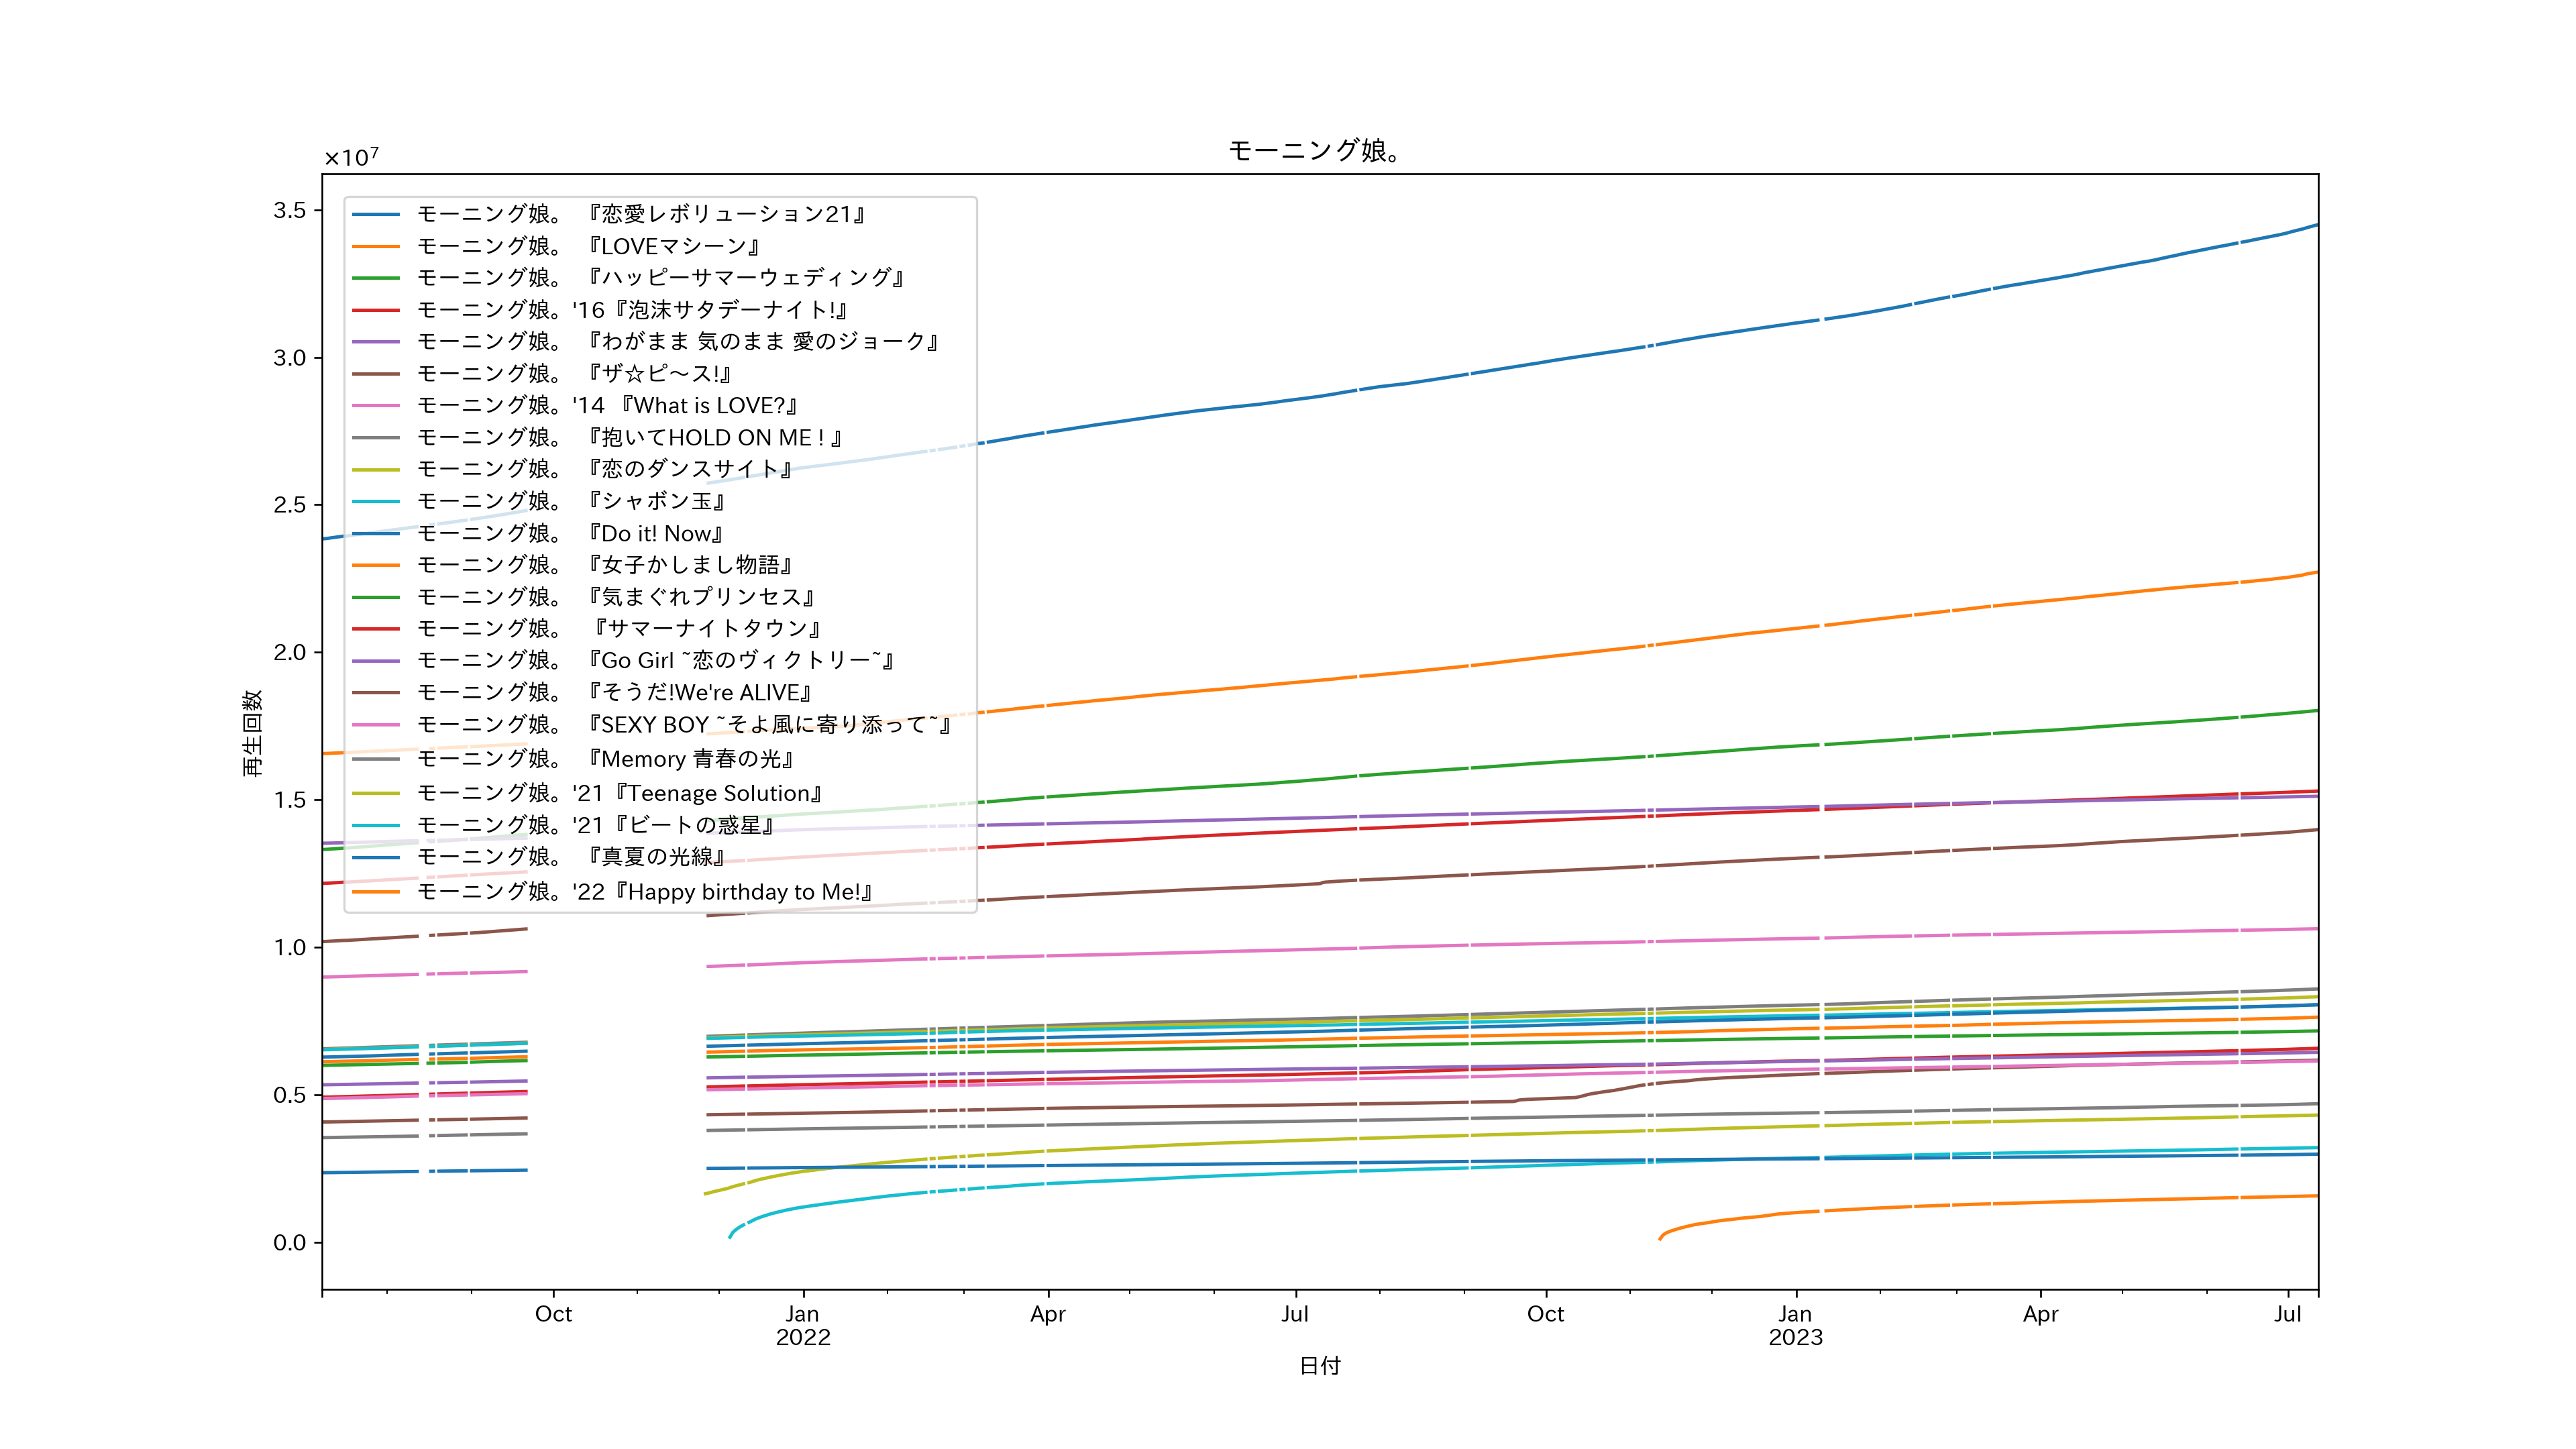 モーニング娘。
×10⁷
3.5
3.0
2.5
2.0
1.5
1.0
0.5
0.0
再生回数
モーニング娘。 『恋愛レボリューション21』
モーニング娘。 『LOVEマシーン』
モーニング娘。 『ハッピーサマーウェディング』
モーニング娘。'16『泡沫サタデーナイト!』
モーニング娘。 『わがまま 気のまま 愛のジョーク』
モーニング娘。 『ザ☆ピ〜ス!』
モーニング娘。'14 『What is LOVE?』
モーニング娘。 『抱いてHOLD ON ME ! 』
モーニング娘。 『恋のダンスサイト』
モーニング娘。 『シャボン玉』
モーニング娘。 『Do it! Now』
モーニング娘。 『女子かしまし物語』
モーニング娘。 『気まぐれプリンセス』
モーニング娘。 『サマーナイトタウン』
モーニング娘。 『Go Girl ~恋のヴィクトリー~』
モーニング娘。 『そうだ!We're ALIVE』
モーニング娘。 『SEXY BOY ~そよ風に寄り添って~』
モーニング娘。 『Memory 青春の光』
モーニング娘。'21『Teenage Solution』
モーニング娘。'21『ビートの惑星』
モーニング娘。 『真夏の光線』
モーニング娘。'22『Happy birthday to Me!』
Oct Jan Apr Jul Oct Jan Apr Jul
2022 2023
日付